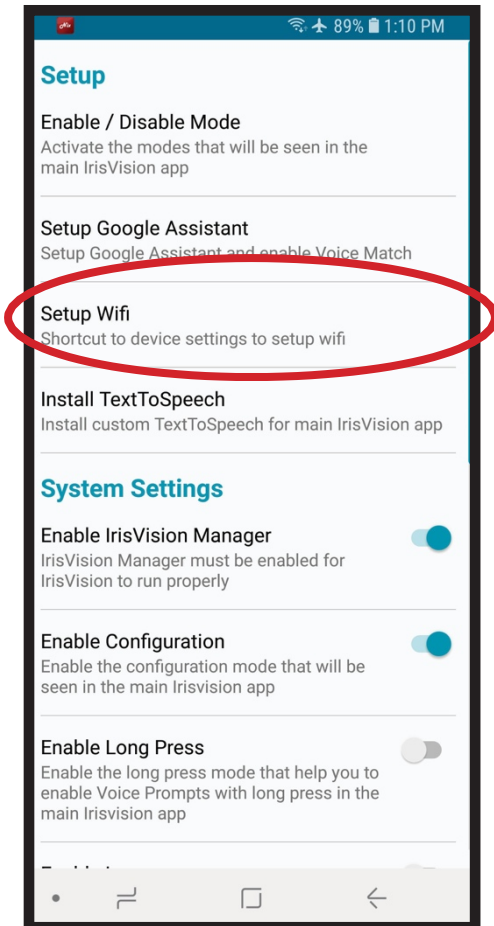 89% 1:10 PM
Setup
Enable / Disable Mode
Activate the modes that will be seen in the
main IrisVision app
Setup Google Assistant
Setup Google Assistant and enable Voice Match
Setup Wifi
Shortcut to device settings to setup wifi
Install TextToSpeech
Install custom TextToSpeech for main IrisVision app
System Settings
Enable IrisVision Manager
IrisVision Manager must be enabled for
IrisVision to run properly
Enable Configuration
Enable the configuration mode that will be
seen in the main Irisvision app
Enable Long Press
Enable the long press mode that help you to
enable Voice Prompts with long press in the
main Irisvision app